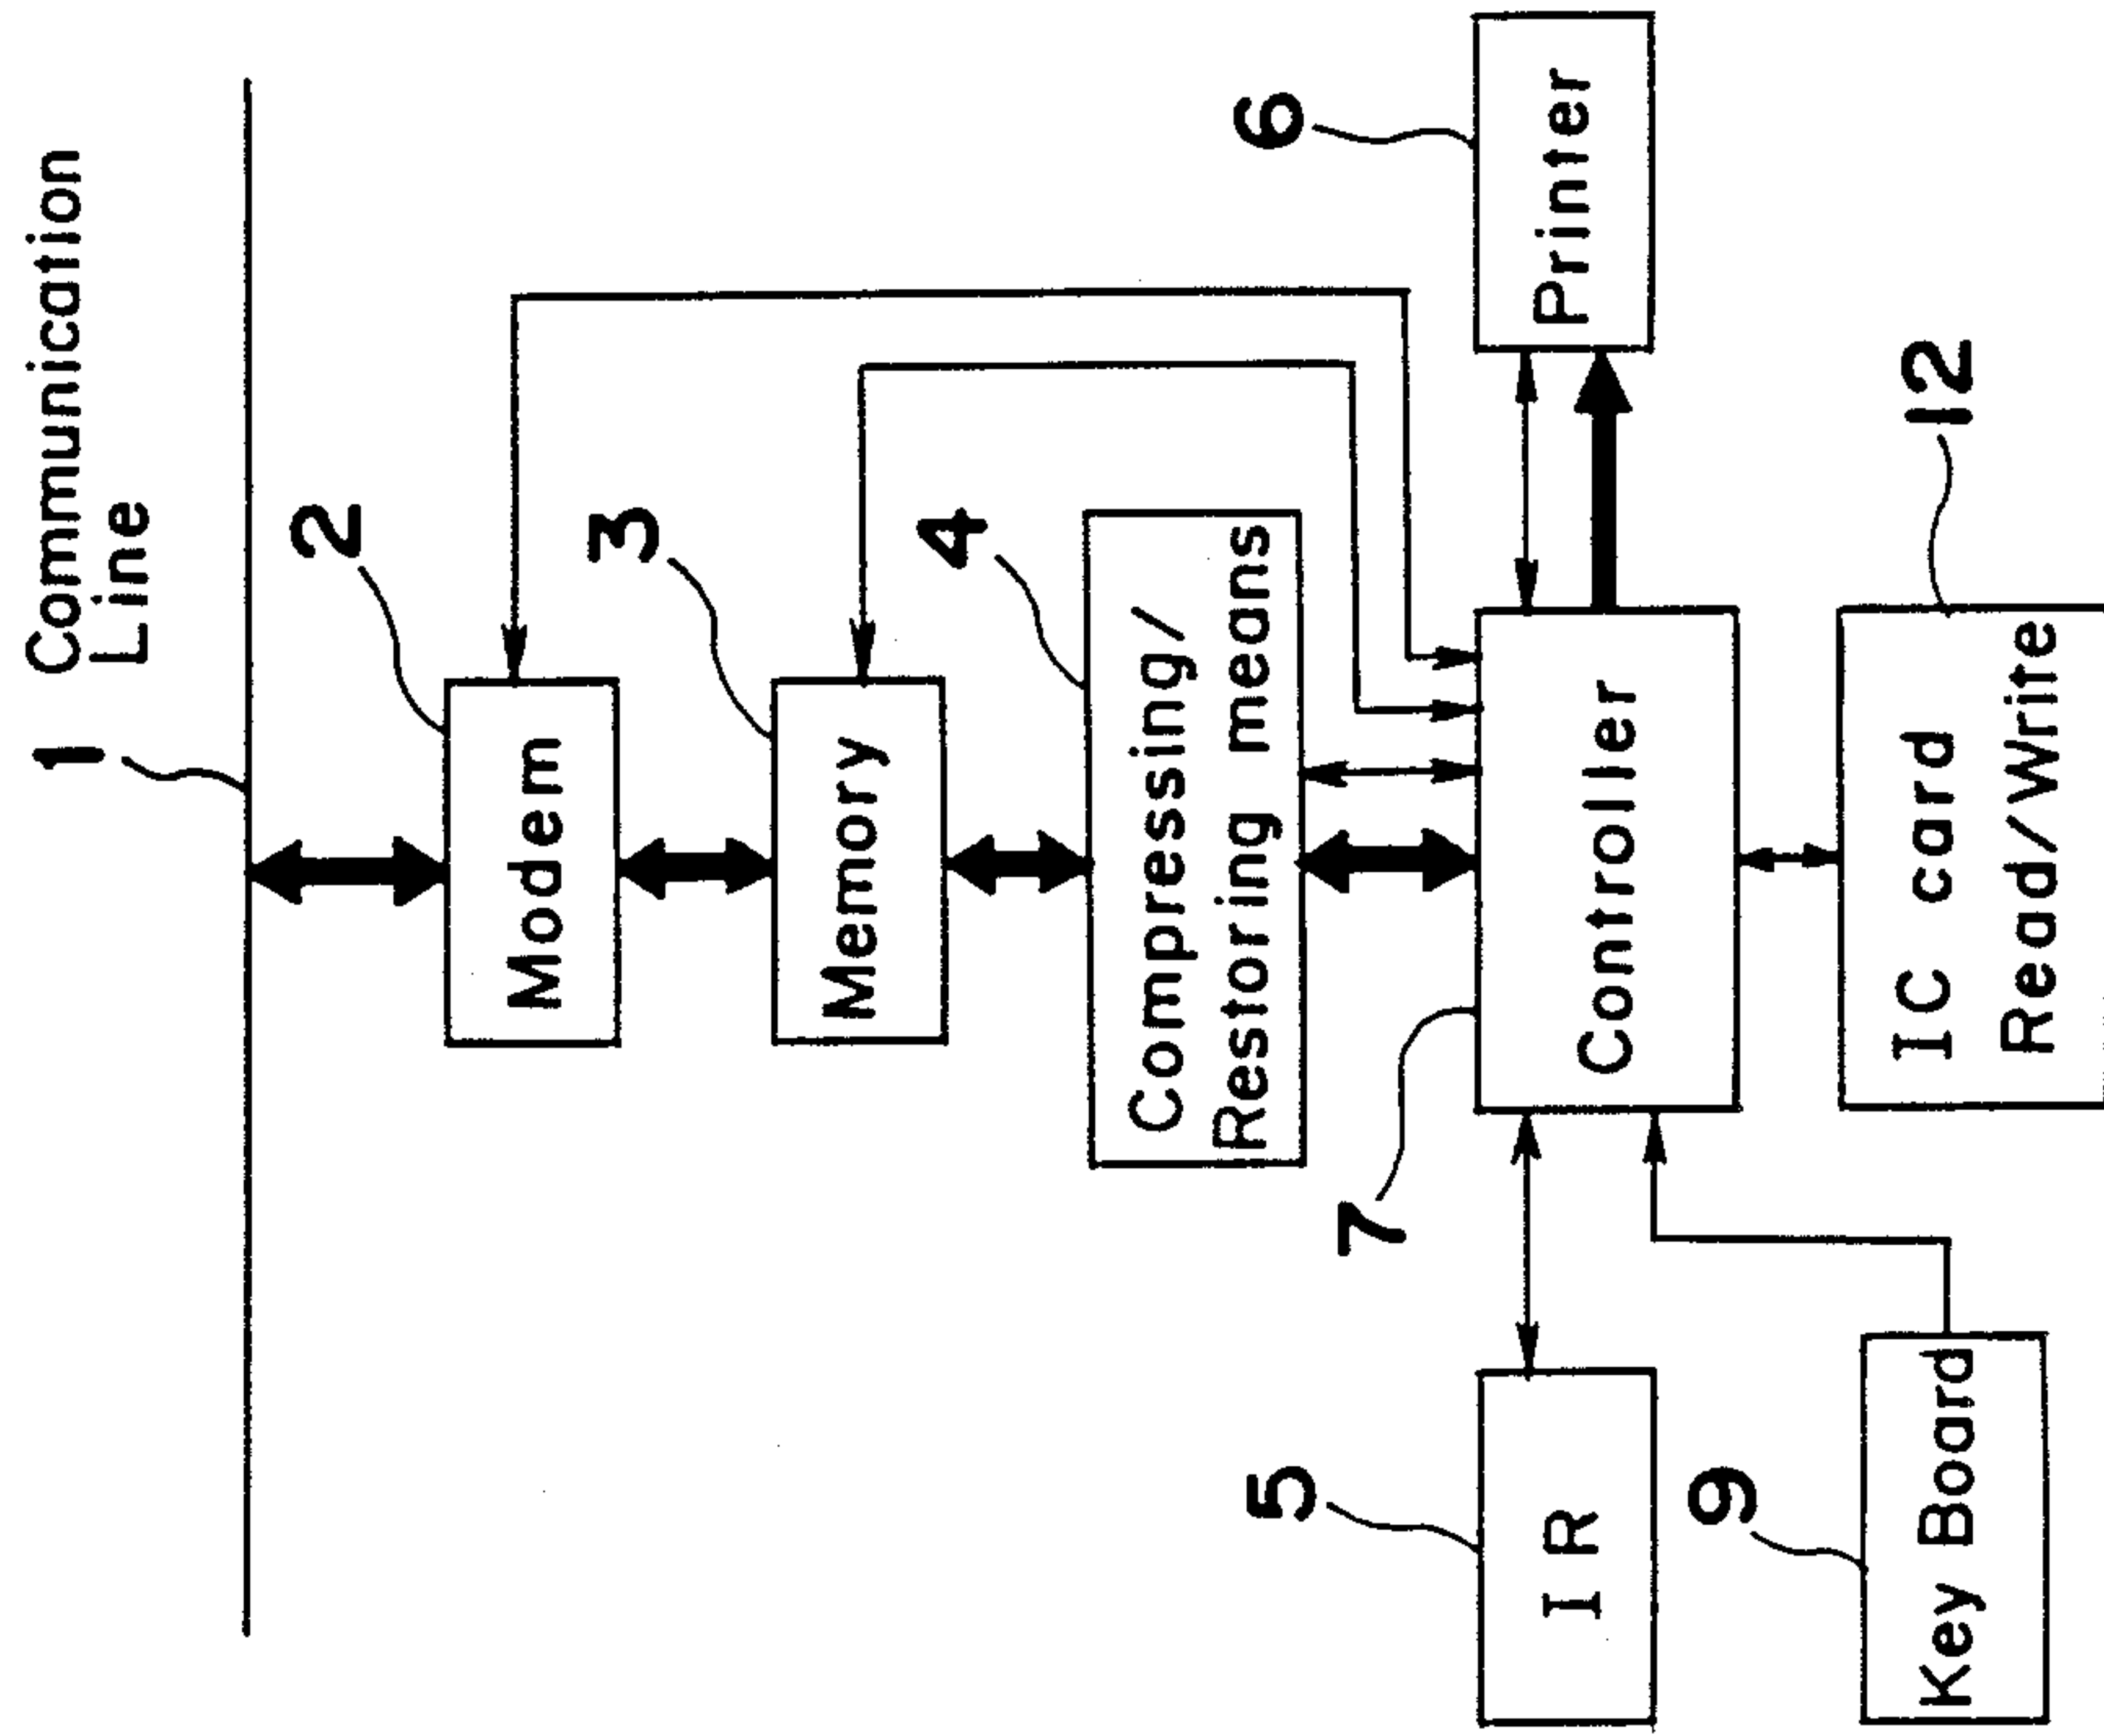 1
Communication
Line
2
Modem
3
Memory
4
Compressing/
Restoring means
7
Controller
6
Printer
5
IR
9
Key Board
12
IC card
Read/Write